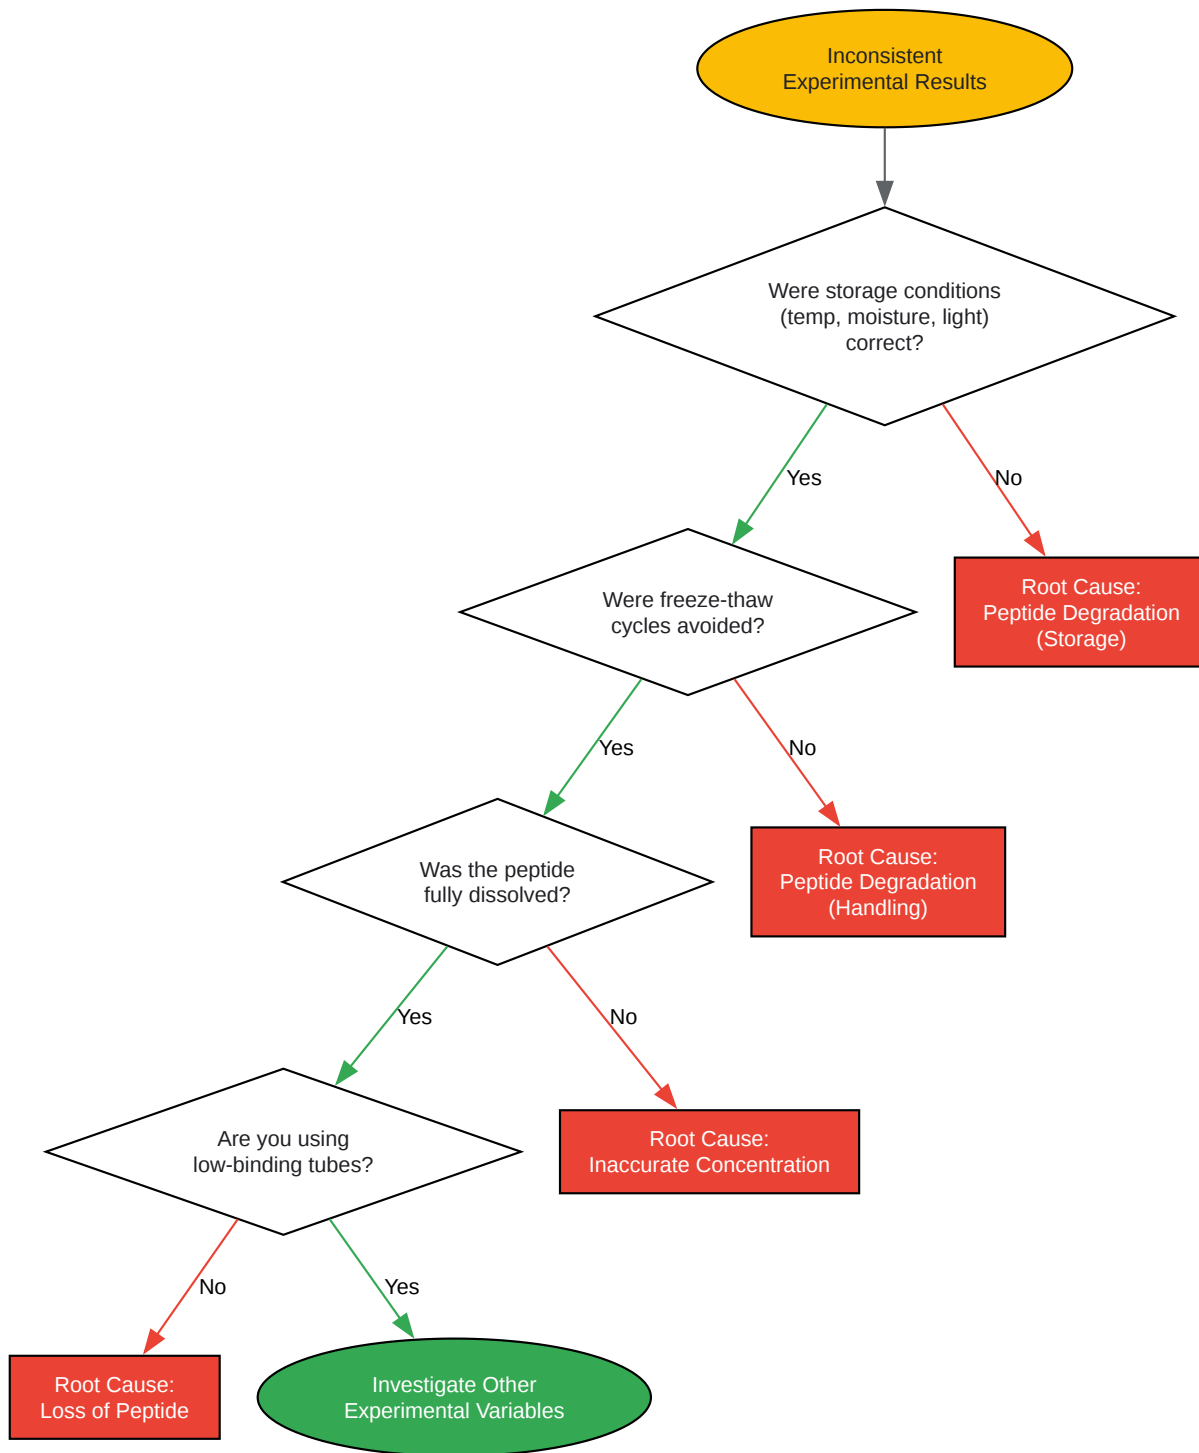 Inconsistent
Experimental Results
Were storage conditions
(temp, moisture, light)
correct?
Yes
No
Were freeze-thaw
cycles avoided?
Root Cause:
Peptide Degradation
(Storage)
Yes
No
Was the peptide
fully dissolved?
Root Cause:
Peptide Degradation
(Handling)
Yes
No
Are you using
low-binding tubes?
Root Cause:
Inaccurate Concentration
No
Yes
Root Cause:
Loss of Peptide
Investigate Other
Experimental Variables